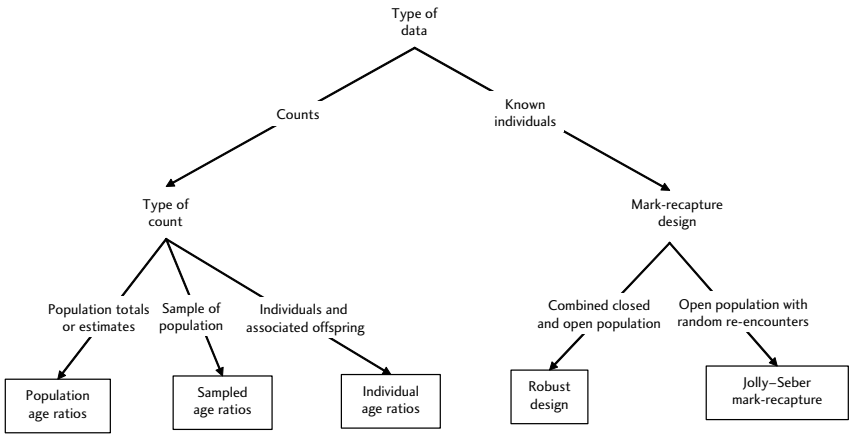 Type of
data
Counts
Known
individuals
Type of
count
Mark-recapture
design
Population totals
or estimates
Sample of
population
Individuals and
associated offspring
Combined closed
and open population
Open population with
random re-encounters
Population
age ratios
Sampled
age ratios
Individual
age ratios
Robust
design
Jolly–Seber
mark-recapture